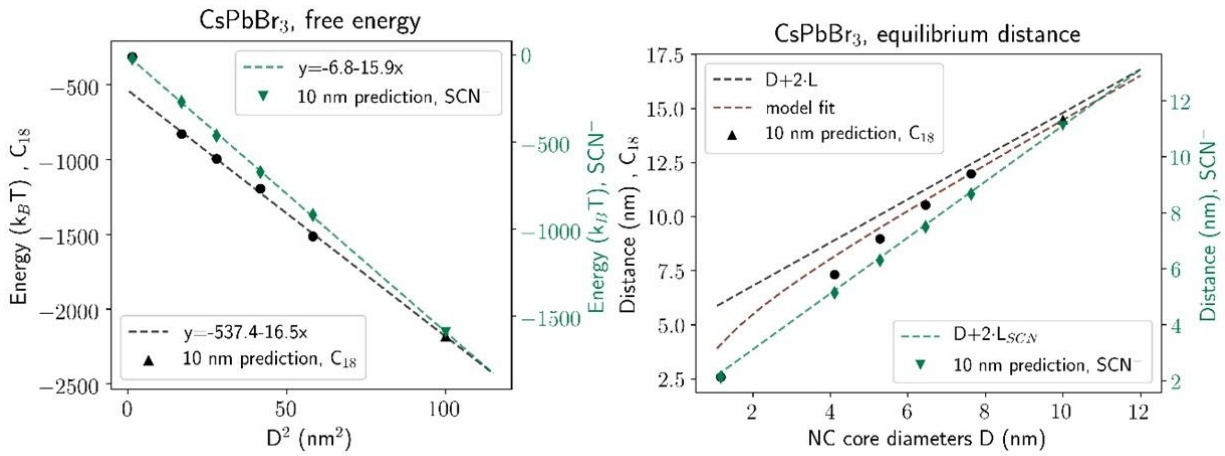 CsPbBr₃, free energy
Energy (k_BT) , C₁₈
−500
−1000
−1500
−2000
−2500
0
50
100
D² (nm²)
0
−500
−1000
−1500
Energy (k_BT), SCN⁻
y=-6.8-15.9x
10 nm prediction, SCN⁻
y=-537.4-16.5x
10 nm prediction, C₁₈
CsPbBr₃, equilibrium distance
Distance (nm) , C₁₈
17.5
15.0
12.5
10.0
7.5
5.0
2.5
2
4
6
8
10
12
NC core diameters D (nm)
12
10
8
6
4
2
Distance (nm), SCN⁻
D+2·L
model fit
10 nm prediction, C₁₈
D+2·L_SCN
10 nm prediction, SCN⁻